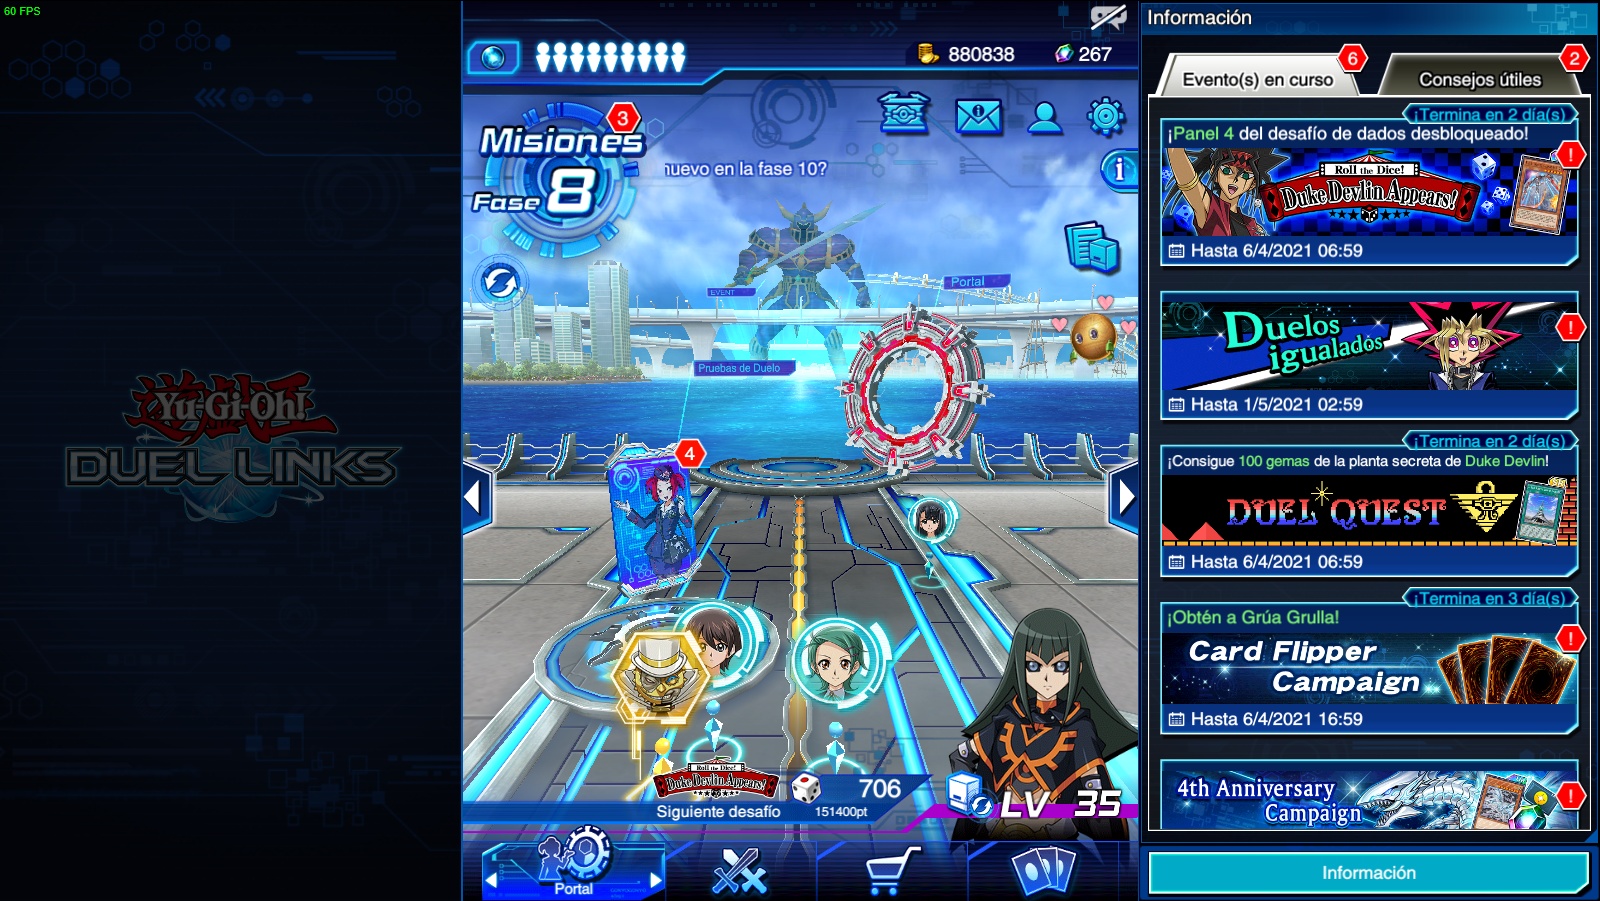 60 FPS
Yu-Gi-Oh!
DUEL LINKS
880838
267
Misiones
3
Fase 8
nuevo en la fase 10?
i
EVENT
Portal
Pruebas de Duelo
4
Roll the Dice!
Duke Devlin Appears!
706
Siguiente desafío
151400pt
LV 35
Portal
Información
Evento(s) en curso
6
Consejos útiles
2
¡Termina en 2 día(s)
¡Panel 4 del desafío de dados desbloqueado!
!
Roll the Dice!
Duke Devlin Appears!
Hasta 6/4/2021 06:59
Duelos
igualados
!
Hasta 1/5/2021 02:59
¡Termina en 2 día(s)
¡Consigue 100 gemas de la planta secreta de Duke Devlin!
DUEL QUEST
Hasta 6/4/2021 06:59
¡Termina en 3 día(s)
¡Obtén a Grúa Grulla!
!
Card Flipper
Campaign
Hasta 6/4/2021 16:59
4th Anniversary
Campaign
!
Información